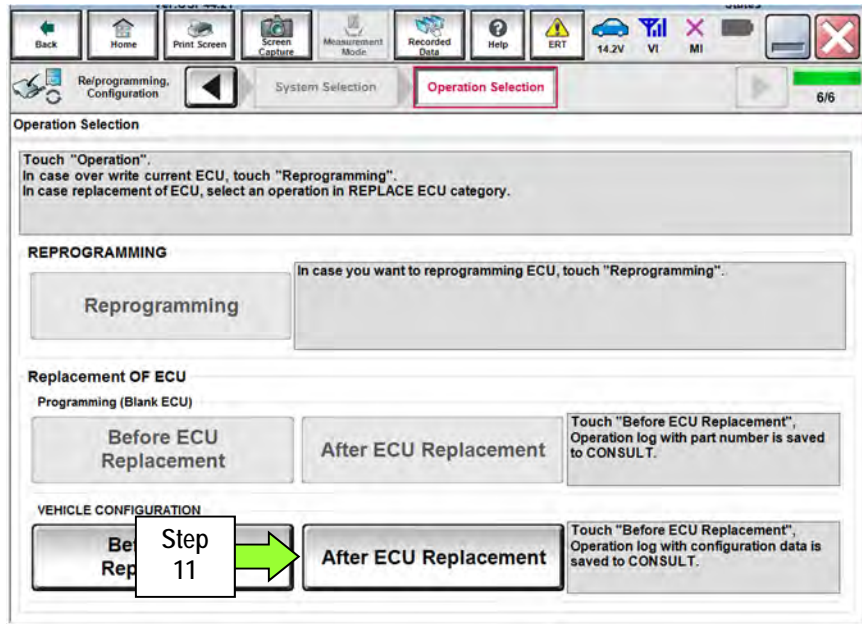 Back
Home
Print Screen
Screen
Capture
Measurement
Mode
Recorded
Data
Help
ERT
14.2V
VI
MI
Re/programming,
Configuration
System Selection
Operation Selection
6/6
Operation Selection
Touch "Operation".
In case over write current ECU, touch "Reprogramming".
In case replacement of ECU, select an operation in REPLACE ECU category.
REPROGRAMMING
Reprogramming
In case you want to reprogramming ECU, touch "Reprogramming".
Replacement OF ECU
Programming (Blank ECU)
Before ECU
Replacement
After ECU Replacement
Touch "Before ECU Replacement",
Operation log with part number is saved
to CONSULT.
VEHICLE CONFIGURATION
Step
11
After ECU Replacement
Touch "Before ECU Replacement",
Operation log with configuration data is
saved to CONSULT.